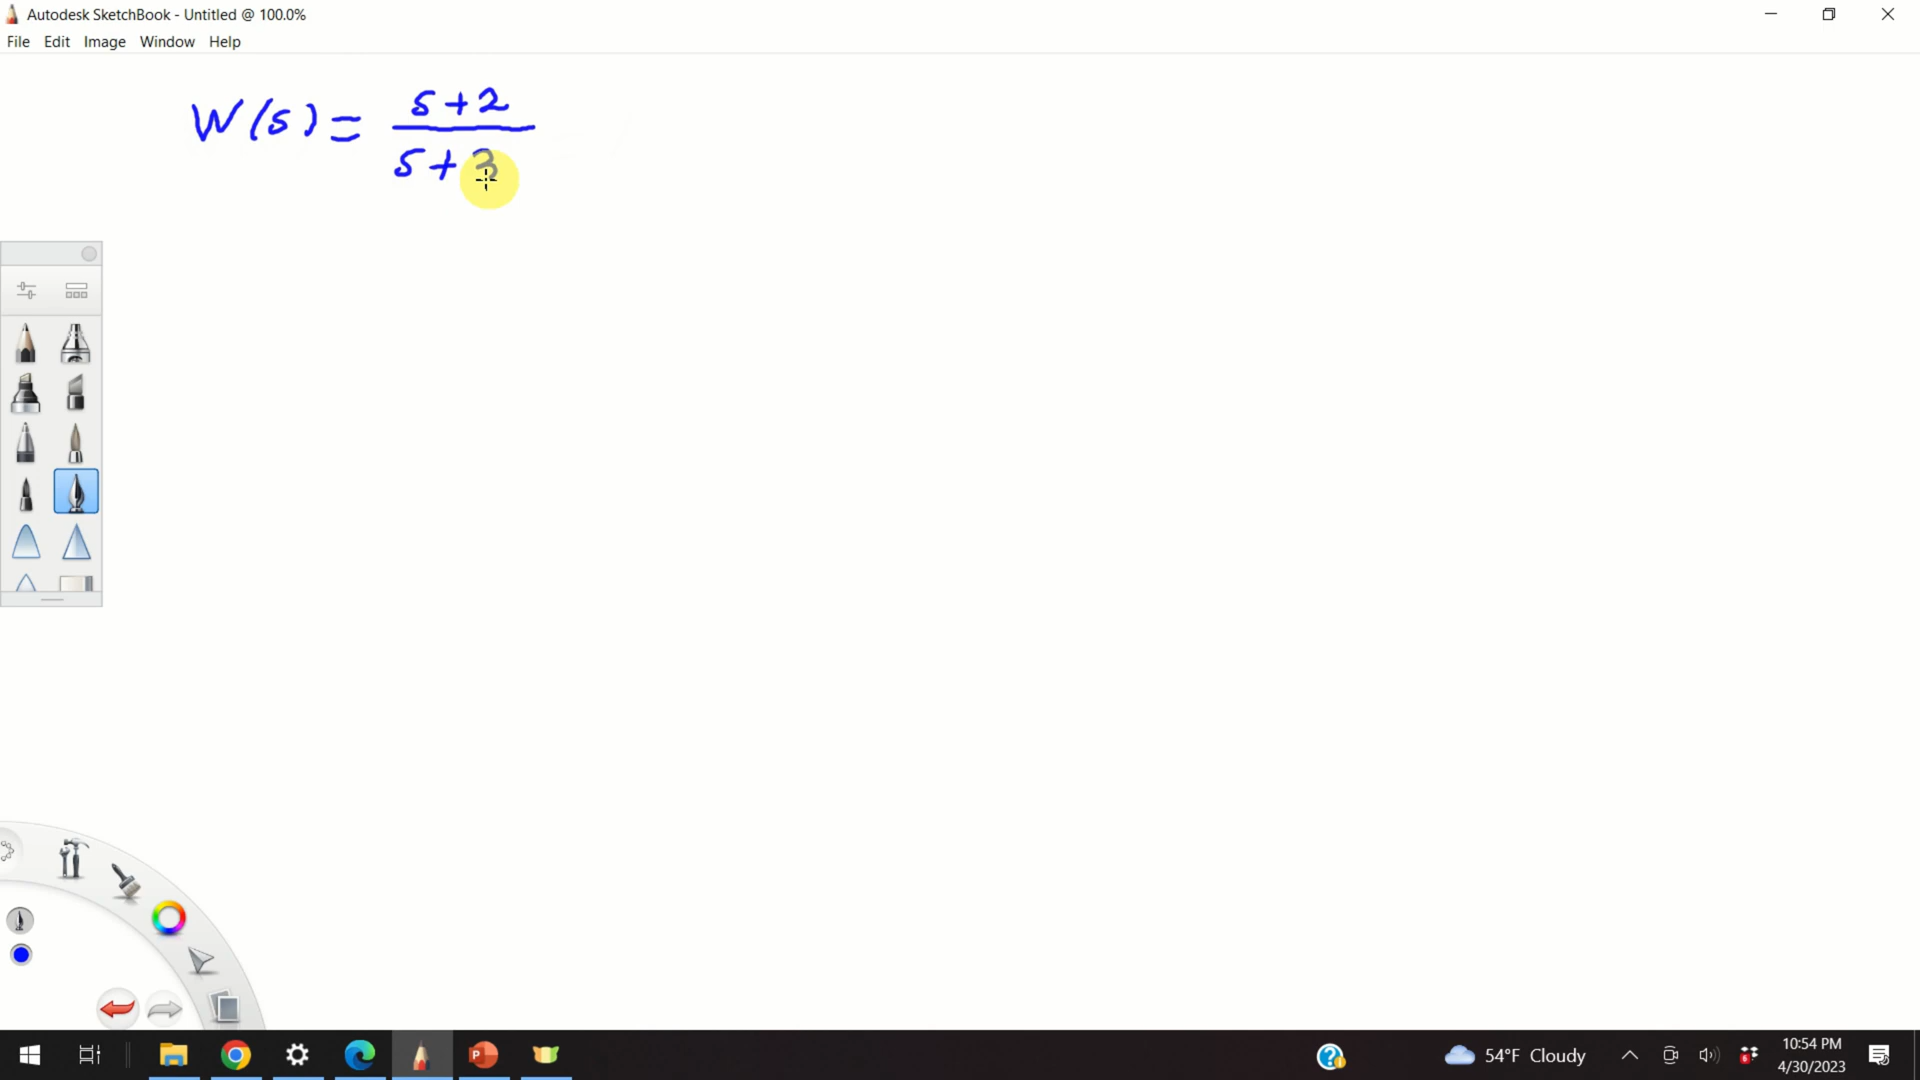 Autodesk SketchBook - Untitled @ 100.0%
File Edit Image Window Help
W(s) = s+2
s+3
54°F Cloudy
10:54 PM
4/30/2023